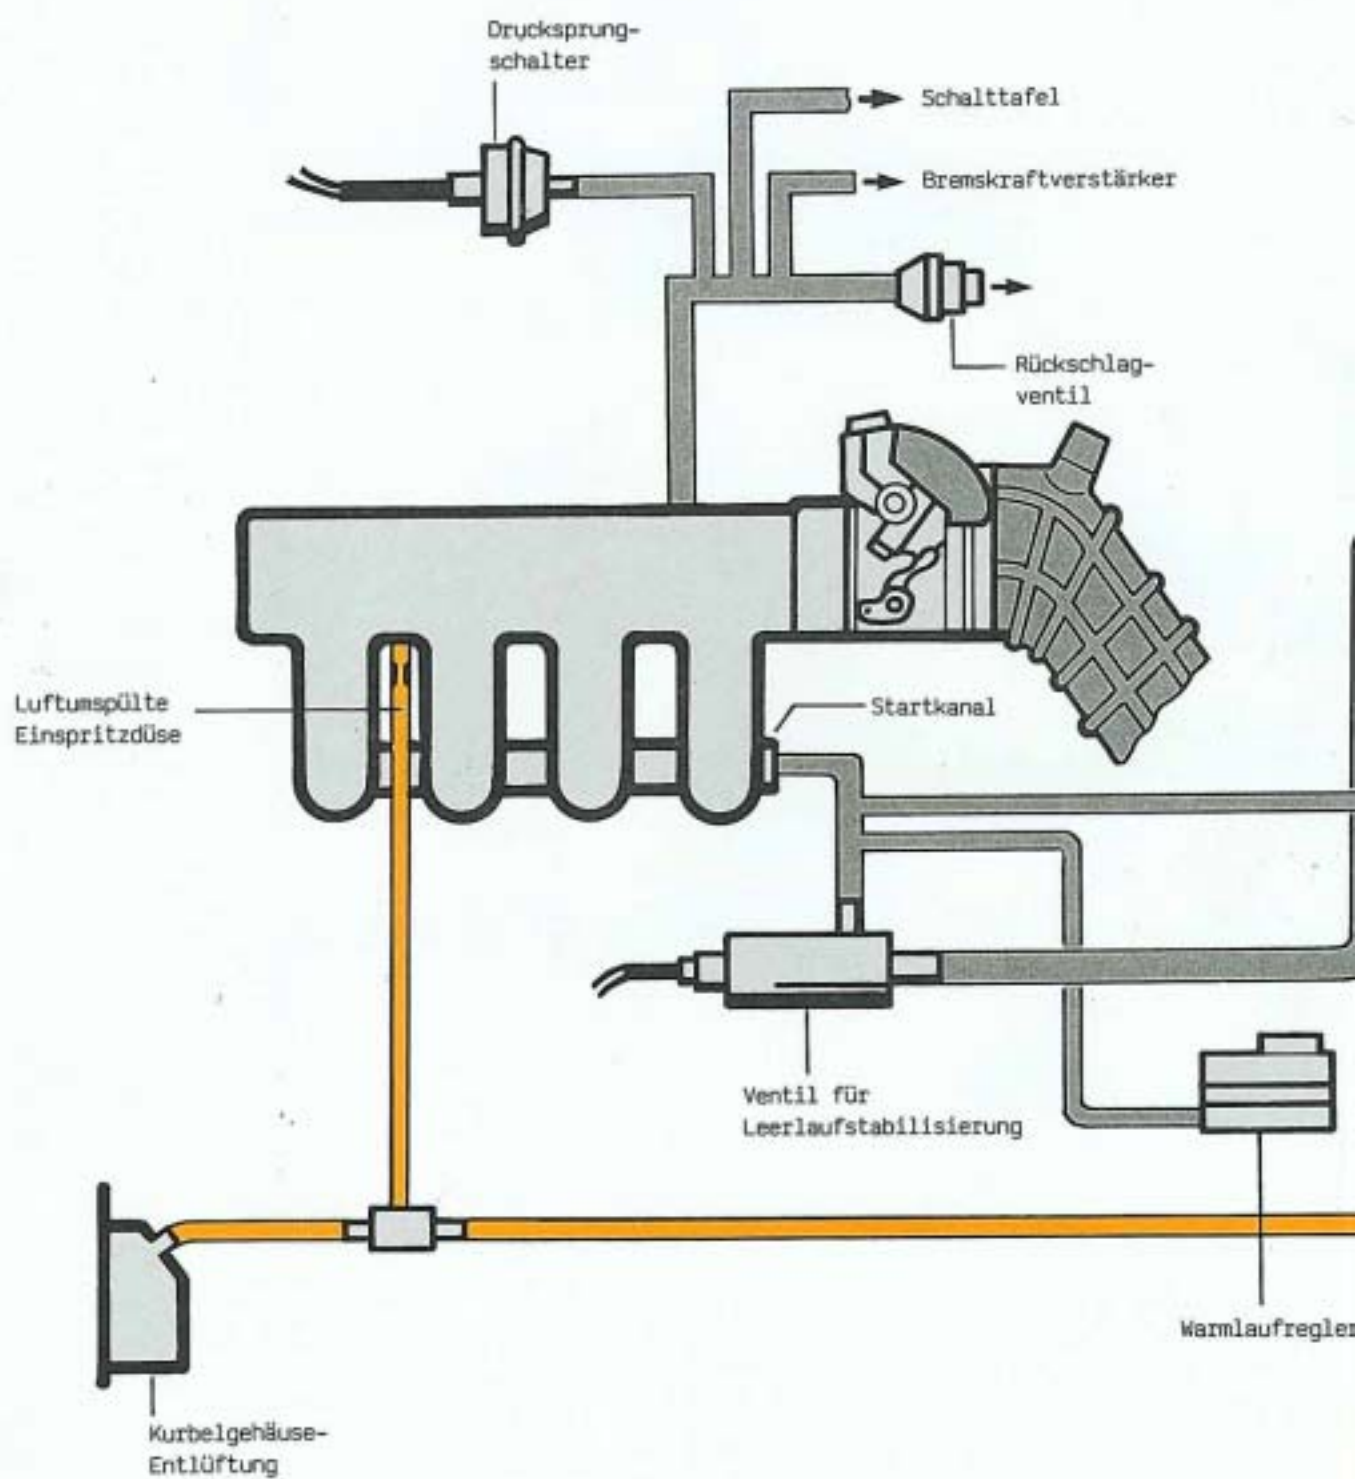 Drucksprung-
schalter
Schalttafel
Bremskraftverstärker
Rückschlag-
ventil
Luftumspülte
Einspritzdüse
Startkanal
Ventil für
Leerlaufstabilisierung
Warmlaufregler
Kurbelgehäuse-
Entlüftung